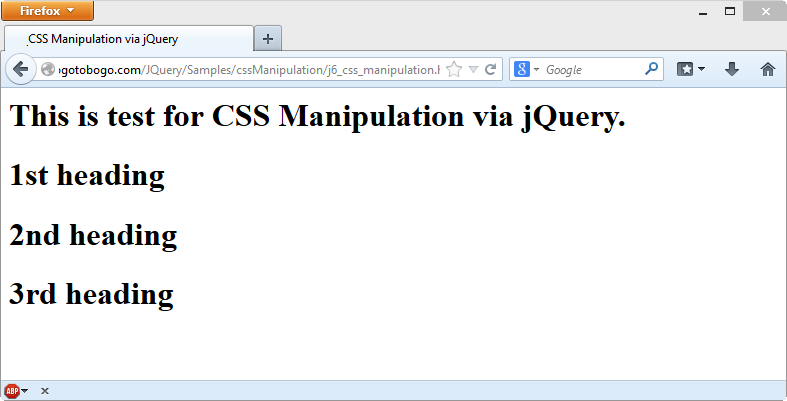 Firefox
CSS Manipulation via jQuery
gotobogo.com/JQuery/Samples/cssManipulation/j6_css_manipulation.
Google
This is test for CSS Manipulation via jQuery.
1st heading
2nd heading
3rd heading
ABP